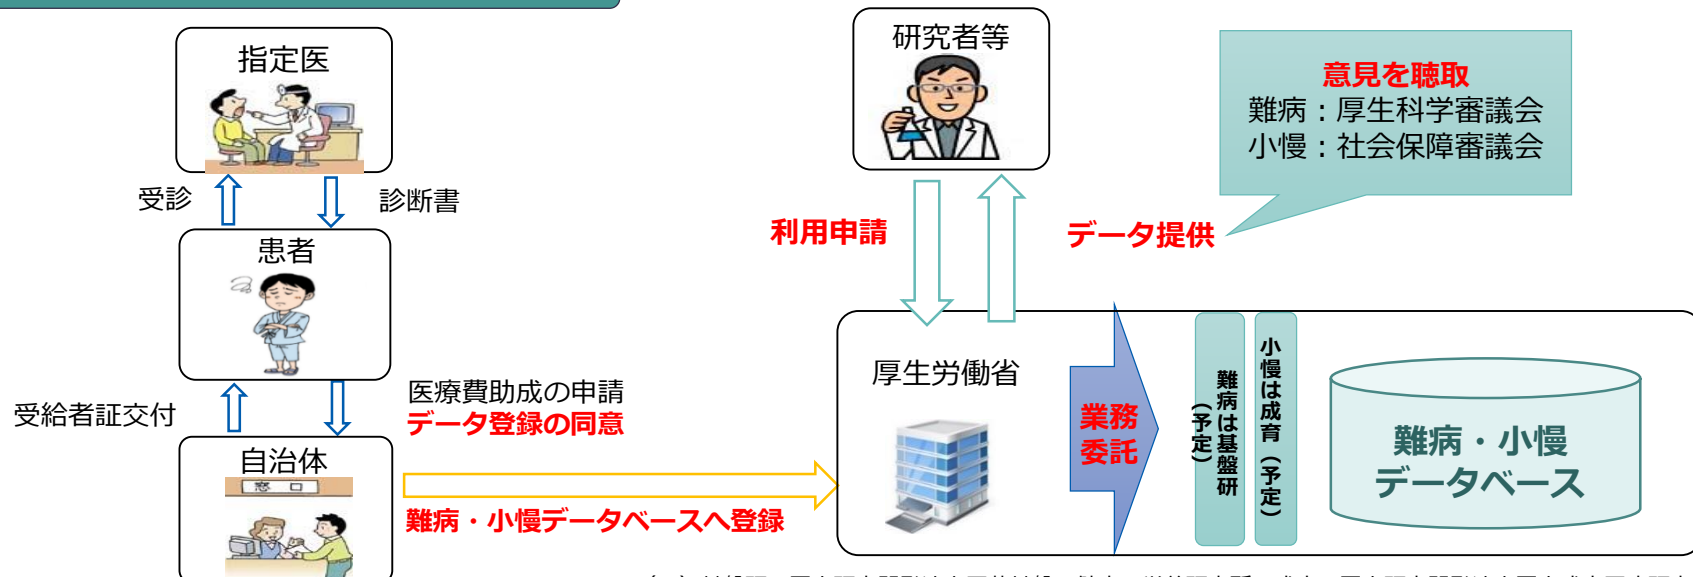 指定医
受診
診断書
患者
受給者証交付
医療費助成の申請
データ登録の同意
自治体
窓口
難病・小慢データベースへ登録
研究者等
利用申請
データ提供
意見を聴取
難病：厚生科学審議会
小慢：社会保障審議会
厚生労働省
業務
委託
難病は基盤研
（予定）
小慢は成育（予定）
難病・小慢
データベース